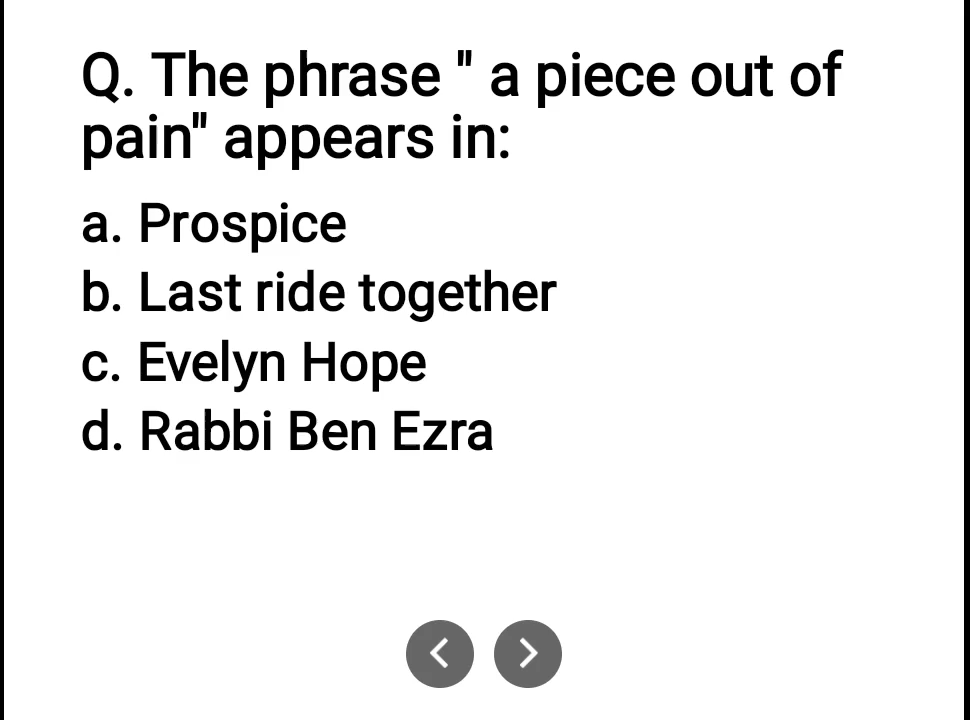 Q. The phrase " a piece out of
pain" appears in:
a. Prospice
b. Last ride together
c. Evelyn Hope
d. Rabbi Ben Ezra